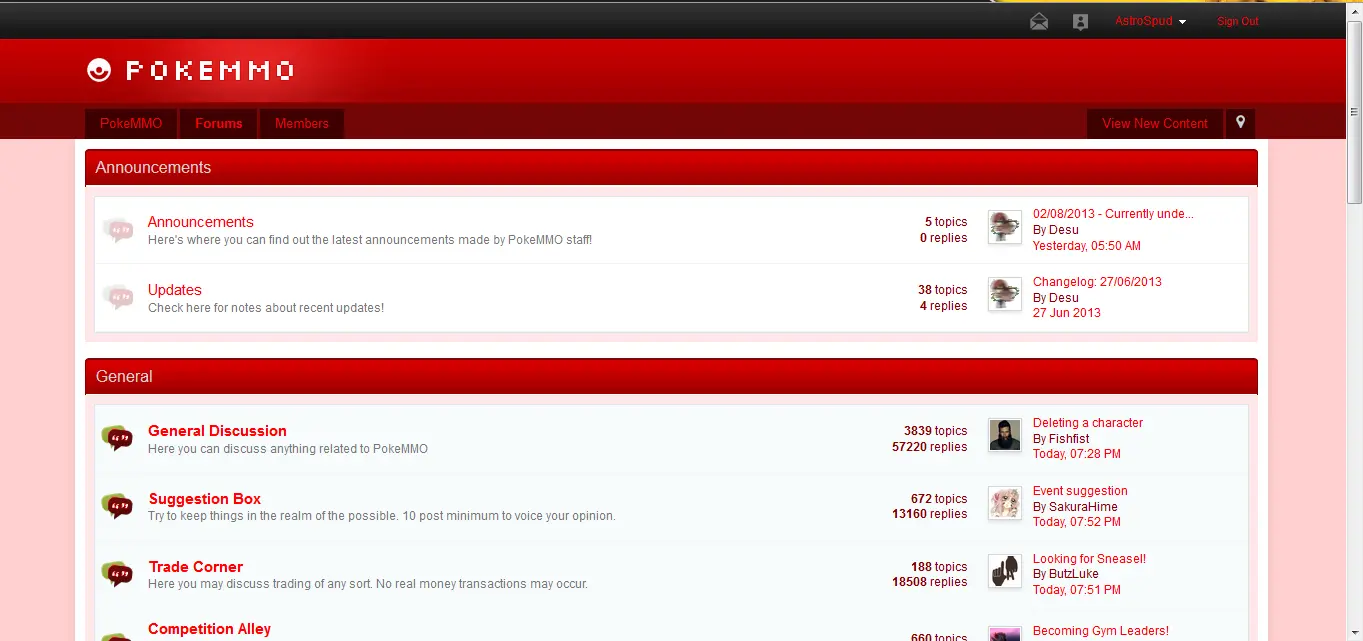 AstroSpud Sign Out
POKEMMO
PokeMMO Forums Members View New Content
Announcements
Announcements
Here's where you can find out the latest announcements made by PokeMMO staff!
5 topics
0 replies
02/08/2013 - Currently unde...
By Desu
Yesterday, 05:50 AM
Updates
Check here for notes about recent updates!
38 topics
4 replies
Changelog: 27/06/2013
By Desu
27 Jun 2013
General
General Discussion
Here you can discuss anything related to PokeMMO
3839 topics
57220 replies
Deleting a character
By Fishfist
Today, 07:28 PM
Suggestion Box
Try to keep things in the realm of the possible. 10 post minimum to voice your opinion.
672 topics
13160 replies
Event suggestion
By SakuraHime
Today, 07:52 PM
Trade Corner
Here you may discuss trading of any sort. No real money transactions may occur.
188 topics
18508 replies
Looking for Sneasel!
By ButzLuke
Today, 07:51 PM
Competition Alley
660 topics
Becoming Gym Leaders!